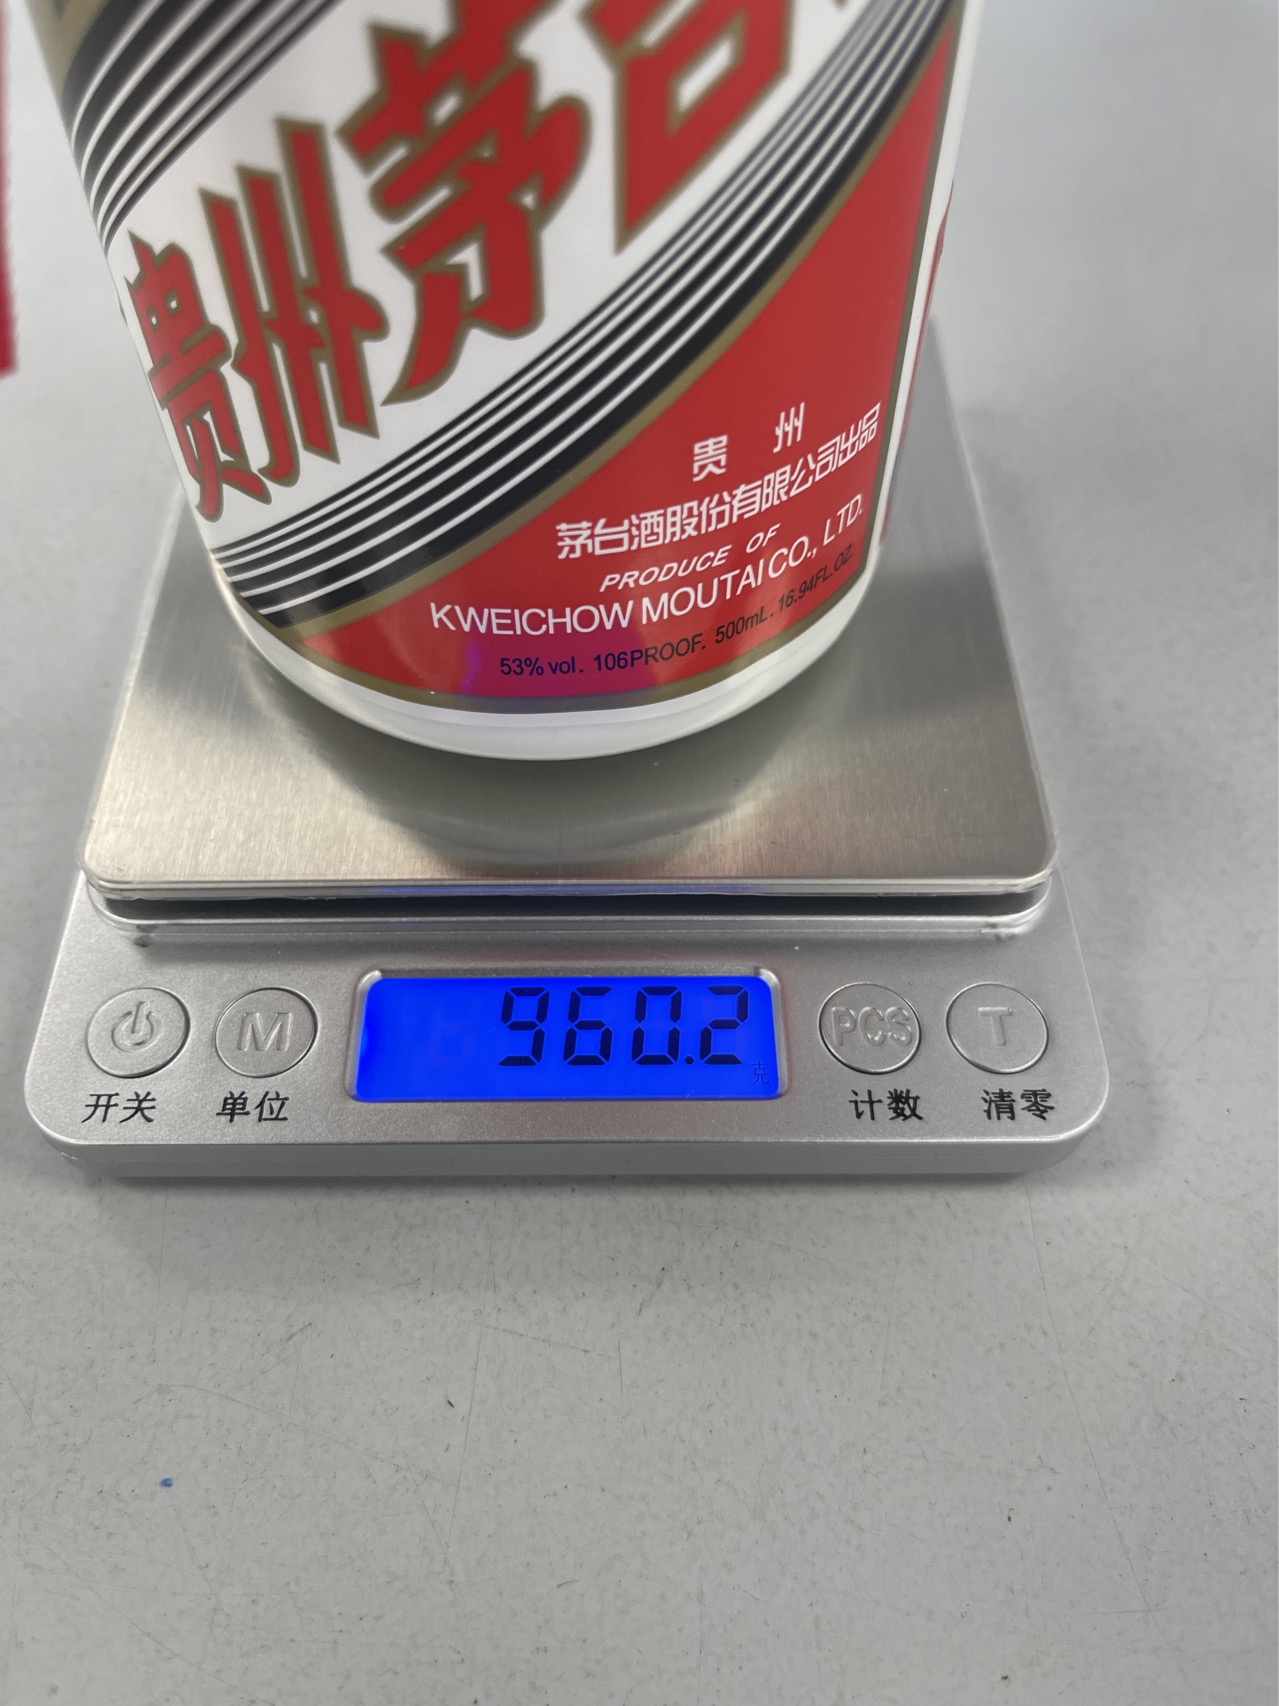 贵州茅台
贵州
茅台酒股份有限公司出品
PRODUCE OF
KWEICHOW MOUTAI CO., LTD.
53% vol. 106PROOF. 500mL. 16.94FL.OZ.
960.2
克
M
PCS
T
开关
单位
计数
清零